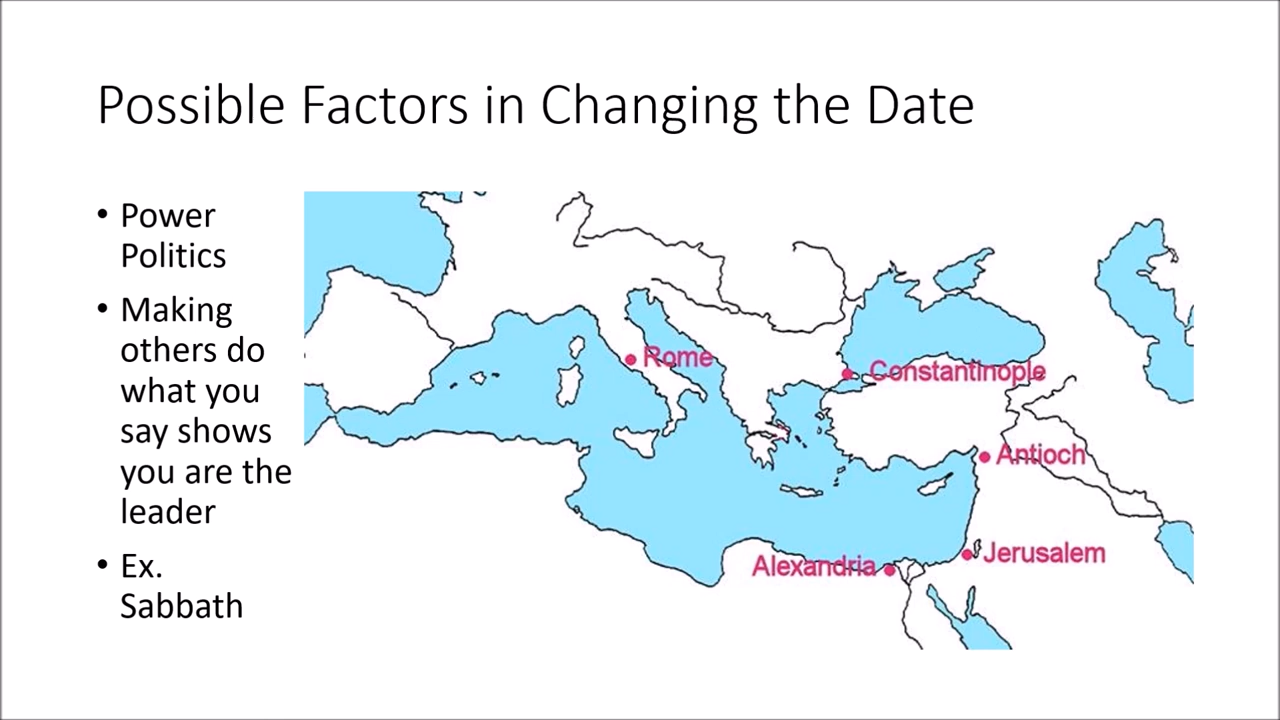 Possible Factors in Changing the Date
• Power
Politics
• Making
others do
what you
say shows
you are the
leader
• Ex.
Sabbath
Rome
Constantinople
Antioch
Jerusalem
Alexandria